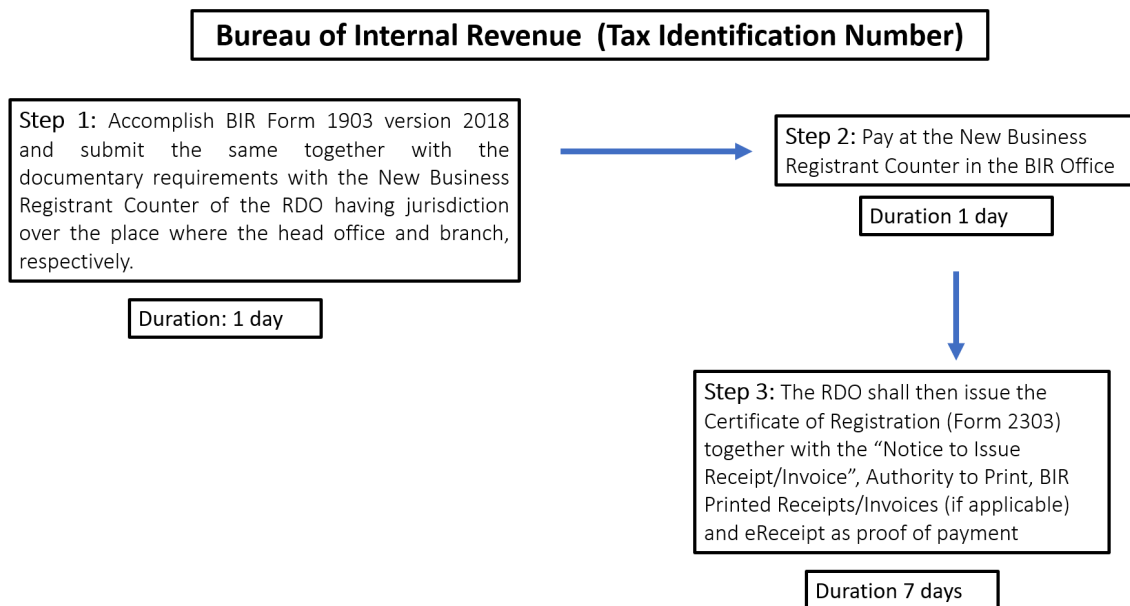 Bureau of Internal Revenue (Tax Identification Number)
Step 1: Accomplish BIR Form 1903 version 2018
and submit the same together with the
documentary requirements with the New Business
Registrant Counter of the RDO having jurisdiction
over the place where the head office and branch,
respectively.
Duration: 1 day
Step 2: Pay at the New Business
Registrant Counter in the BIR Office
Duration 1 day
Step 3: The RDO shall then issue the
Certificate of Registration (Form 2303)
together with the “Notice to Issue
Receipt/Invoice”, Authority to Print, BIR
Printed Receipts/Invoices (if applicable)
and eReceipt as proof of payment
Duration 7 days